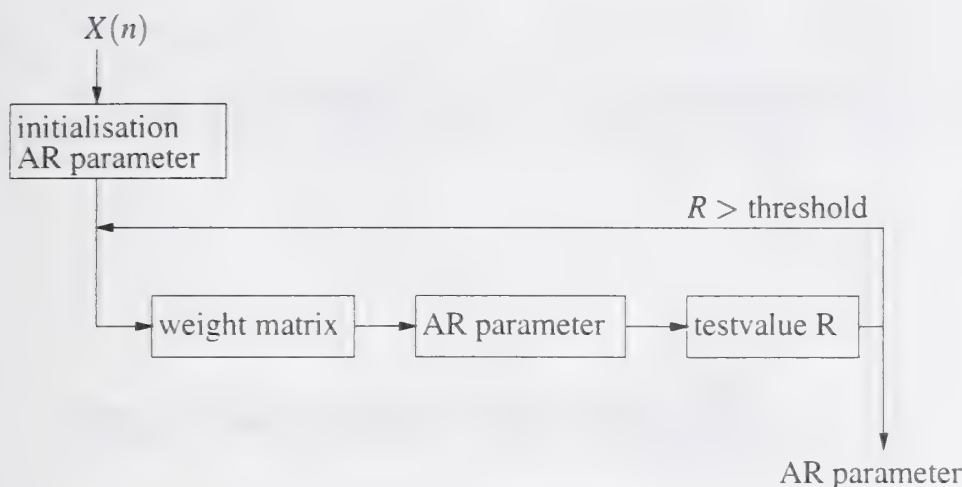 X(n)
initialisation
AR parameter
R > threshold
weight matrix
AR parameter
testvalue R
AR parameter